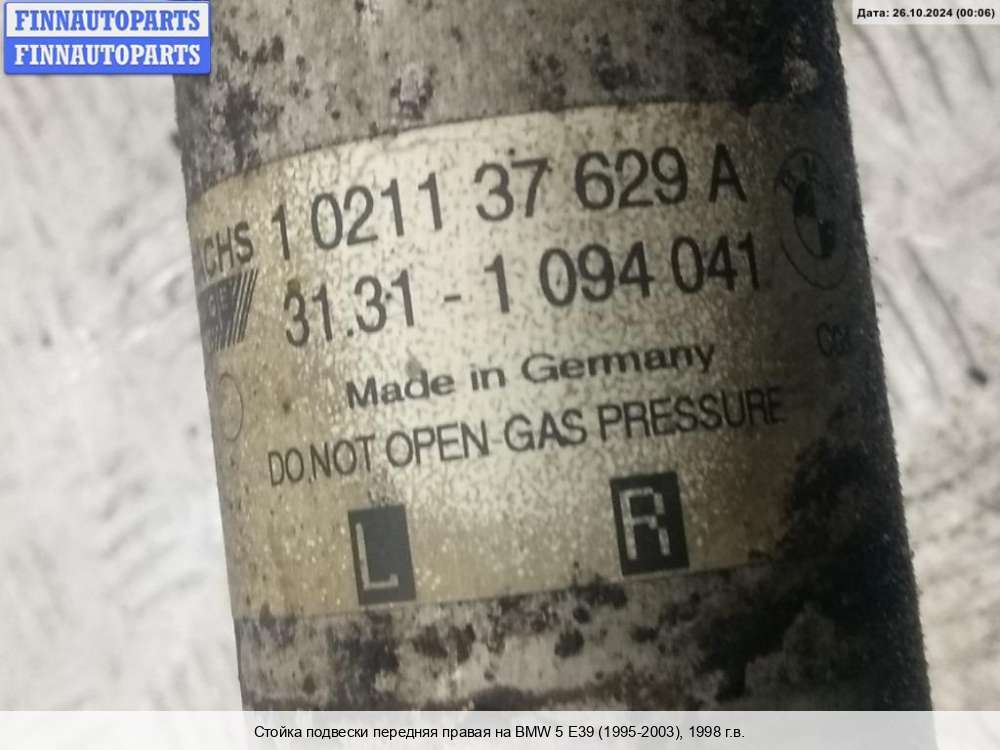 FINNAUTOPARTS
FINNAUTOPARTS
Дата: 26.10.2024 (00:06)
CHS 1 0211 37 629 A
31.31 - 1 094 041
Made in Germany
DO NOT OPEN-GAS PRESSURE
L R
Стойка подвески передняя правая на BMW 5 E39 (1995-2003), 1998 г.в.